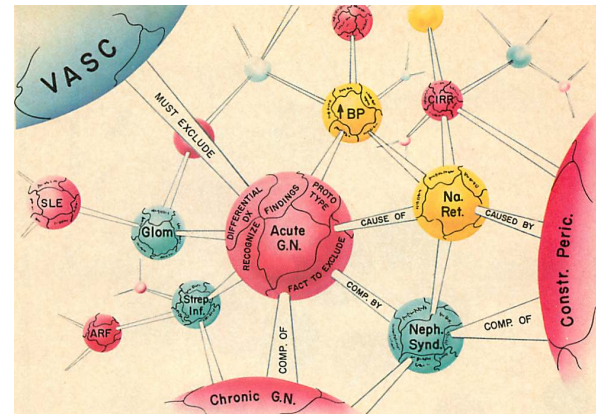 VASC
MUST EXCLUDE
↑ BP
CIRR
SLE
Glom
DIFFERENTIAL
DX
RECOGNIZE
FINDINGS
PROTO
TYPE
Acute
G.N.
FACT TO EXCLUDE
CAUSE OF
Na.
Ret.
CAUSED BY
Constr. Peric.
Strep.
Inf.
ARF
COMP. OF
COMP. BY
Neph.
Synd.
COMP. OF
Chronic G.N.